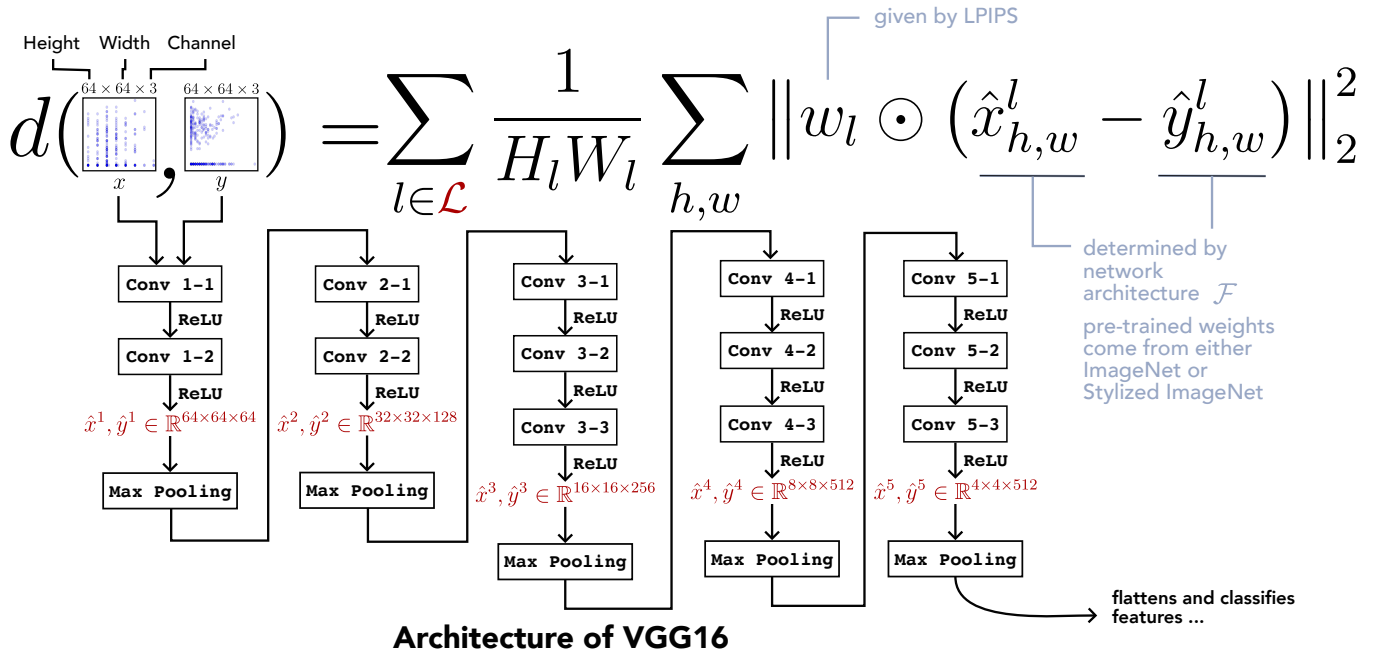 given by LPIPS
Height Width Channel
64 × 64 × 3 64 × 64 × 3
d( x , y ) = ∑_{l∈ℒ} 1/(H_l W_l) ∑_{h,w} ‖w_l ⊙ (x̂^l_{h,w} − ŷ^l_{h,w})‖^2_2
determined by
network
architecture ℱ
pre-trained weights
come from either
ImageNet or
Stylized ImageNet
Conv 1-1
ReLU
Conv 1-2
ReLU
x̂^1, ŷ^1 ∈ ℝ^{64×64×64}
Max Pooling
Conv 2-1
ReLU
Conv 2-2
ReLU
x̂^2, ŷ^2 ∈ ℝ^{32×32×128}
Max Pooling
Conv 3-1
ReLU
Conv 3-2
ReLU
Conv 3-3
ReLU
x̂^3, ŷ^3 ∈ ℝ^{16×16×256}
Max Pooling
Conv 4-1
ReLU
Conv 4-2
ReLU
Conv 4-3
ReLU
x̂^4, ŷ^4 ∈ ℝ^{8×8×512}
Max Pooling
Conv 5-1
ReLU
Conv 5-2
ReLU
Conv 5-3
ReLU
x̂^5, ŷ^5 ∈ ℝ^{4×4×512}
Max Pooling
flattens and classifies
features ...
Architecture of VGG16